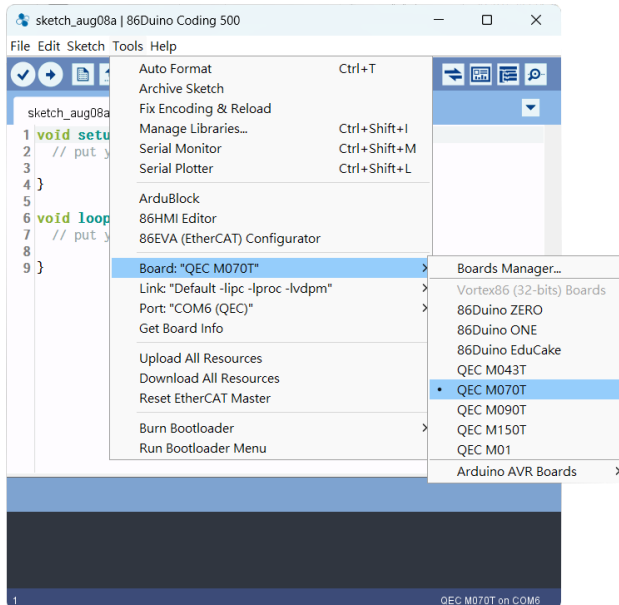 sketch_aug08a | 86Duino Coding 500
File Edit Sketch Tools Help
sketch_aug08a
1 void setu
2 // put y
3
4 }
5
6 void loop
7 // put y
8
9 }
Auto Format Ctrl+T
Archive Sketch
Fix Encoding & Reload
Manage Libraries... Ctrl+Shift+I
Serial Monitor Ctrl+Shift+M
Serial Plotter Ctrl+Shift+L
ArduBlock
86HMI Editor
86EVA (EtherCAT) Configurator
Board: "QEC M070T"
Link: "Default -lipc -lproc -lvdpm"
Port: "COM6 (QEC)"
Get Board Info
Upload All Resources
Download All Resources
Reset EtherCAT Master
Burn Bootloader
Run Bootloader Menu
Boards Manager...
Vortex86 (32-bits) Boards
86Duino ZERO
86Duino ONE
86Duino EduCake
QEC M043T
QEC M070T
QEC M090T
QEC M150T
QEC M01
Arduino AVR Boards
1 QEC M070T on COM6